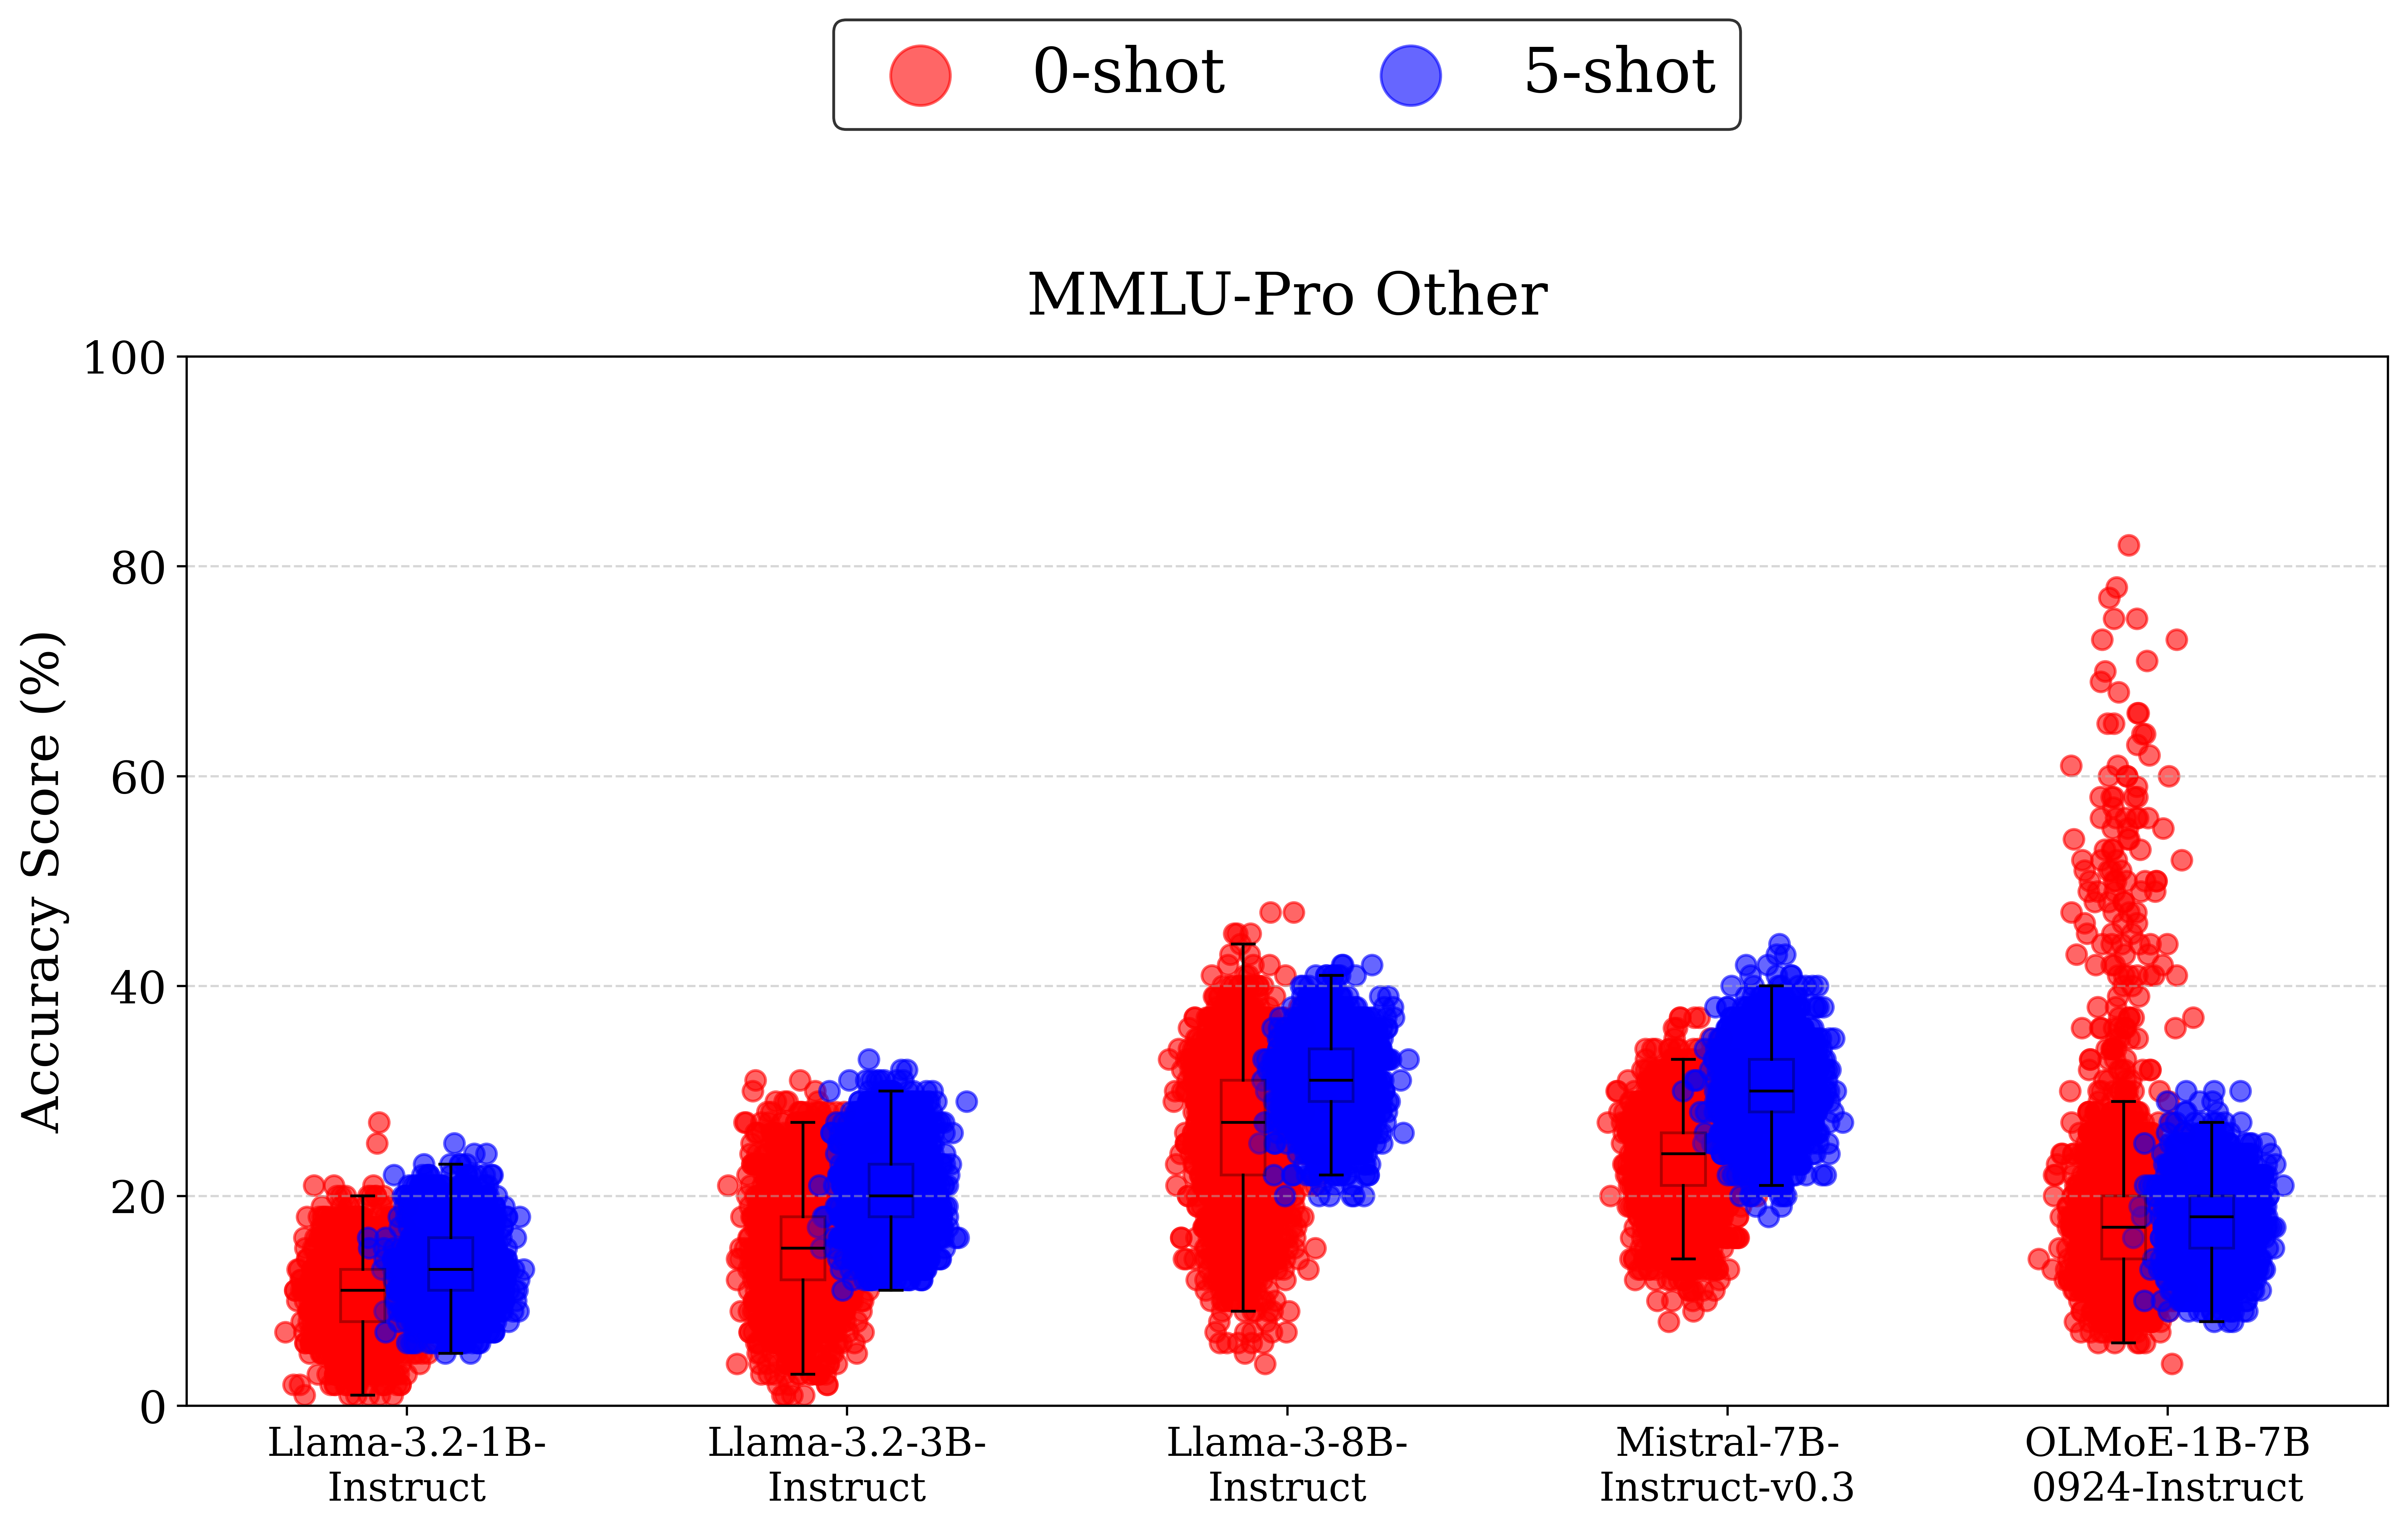 0-shot 5-shot
MMLU-Pro Other
Accuracy Score (%)
100
80
60
40
20
0
Llama-3.2-1B-
Instruct
Llama-3.2-3B-
Instruct
Llama-3-8B-
Instruct
Mistral-7B-
Instruct-v0.3
OLMoE-1B-7B
0924-Instruct